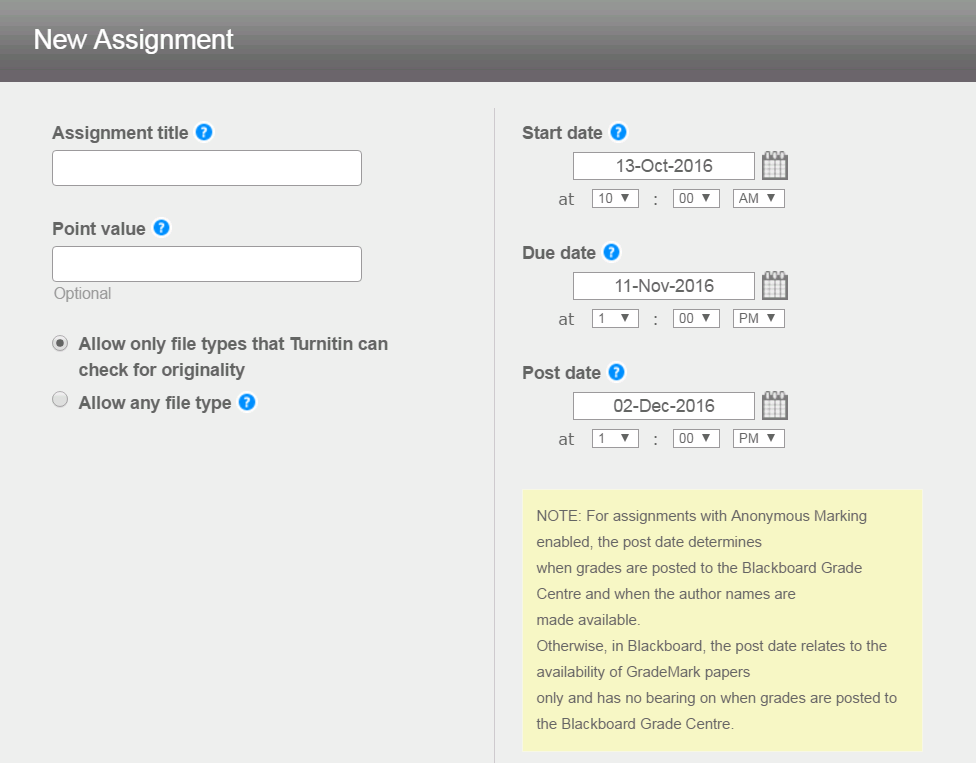 New Assignment
Assignment title ?
Point value ?
Optional
Allow only file types that Turnitin can
check for originality
Allow any file type ?
Start date ?
13-Oct-2016
at 10 : 00 AM
Due date ?
11-Nov-2016
at 1 : 00 PM
Post date ?
02-Dec-2016
at 1 : 00 PM
NOTE: For assignments with Anonymous Marking
enabled, the post date determines
when grades are posted to the Blackboard Grade
Centre and when the author names are
made available.
Otherwise, in Blackboard, the post date relates to the
availability of GradeMark papers
only and has no bearing on when grades are posted to
the Blackboard Grade Centre.